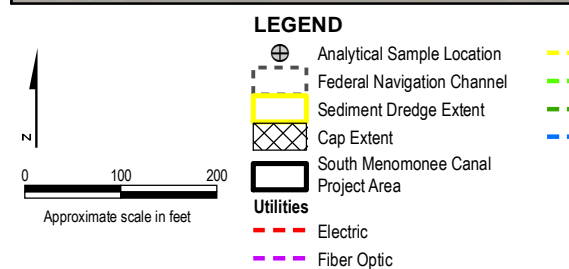 LEGEND
Analytical Sample Location
Federal Navigation Channel
Sediment Dredge Extent
Cap Extent
South Menomonee Canal
Project Area
Utilities
Electric
Fiber Optic
N
0 100 200
Approximate scale in feet